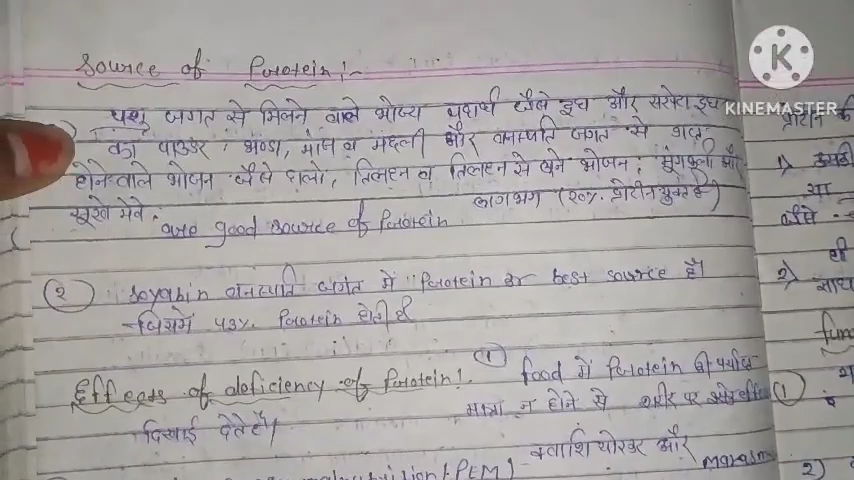 K
KINEMASTER
Source of Protein :-
पशु जगत से मिलने वाले भोज्य पदार्थ जैसे दूध और सप्रेटा दूध
का पाउडर, अण्डा, मांस व मछली और वनस्पति जगत से प्राप्त
होने वाले भोजन जैसे दालो, तिलहन व तिलहन से बने भोजन, मुंगफली और
सूखे मेवे. लगभग (20% प्रोटीन युक्त है)
are good source of Protein
(2) Soyabin वनस्पति जगत में Protein का best source है।
- जिसमें 43% Protein होती है
Effects of deficiency of Protein :- (1) food में Protein की पर्याप्त
मात्रा न होने से शरीर पर
दिखाई देते है।
(PEM) - क्वाशियोरकर और
प्रोटीन की
1)
या
2)
1)
2)